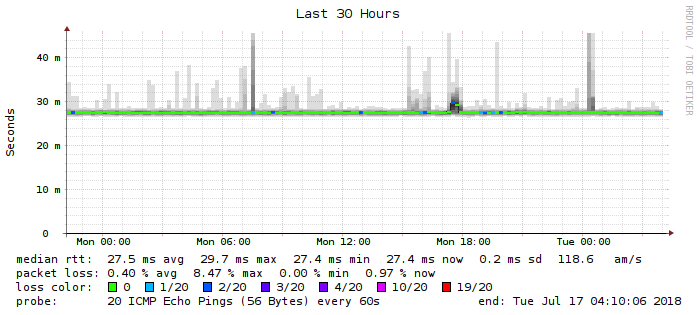 Last 30 Hours
RRDTOOL / TOBI OETIKER
Seconds
40 m
30 m
20 m
10 m
0
Mon 00:00 Mon 06:00 Mon 12:00 Mon 18:00 Tue 00:00
median rtt: 27.5 ms avg 29.7 ms max 27.4 ms min 27.4 ms now 0.2 ms sd 118.6 am/s
packet loss: 0.40 % avg 8.47 % max 0.00 % min 0.97 % now
loss color: 0 1/20 2/20 3/20 4/20 10/20 19/20
probe: 20 ICMP Echo Pings (56 Bytes) every 60s end: Tue Jul 17 04:10:06 2018